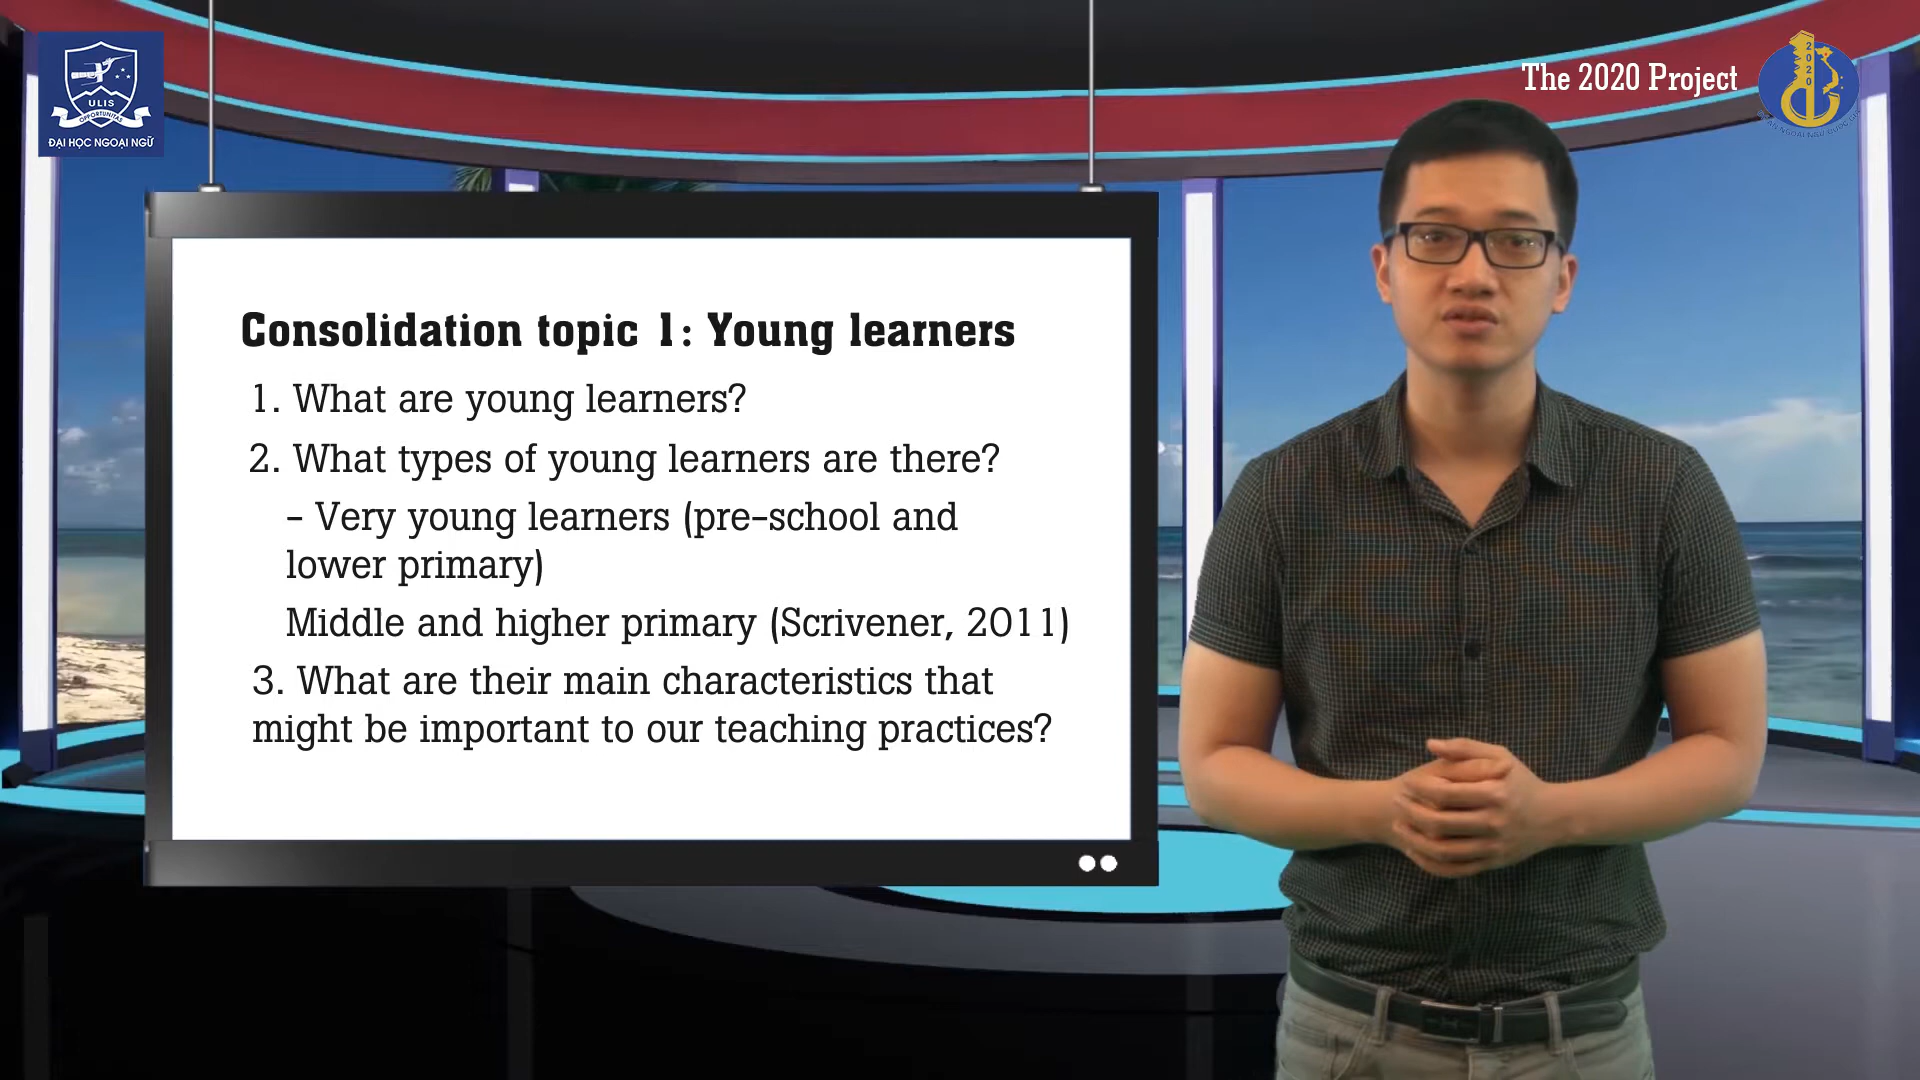 ULIS
OPPORTUNITAS
ĐẠI HỌC NGOẠI NGỮ
The 2020 Project
2020
Consolidation topic 1: Young learners
1. What are young learners?
2. What types of young learners are there?
- Very young learners (pre-school and
lower primary)
Middle and higher primary (Scrivener, 2011)
3. What are their main characteristics that
might be important to our teaching practices?